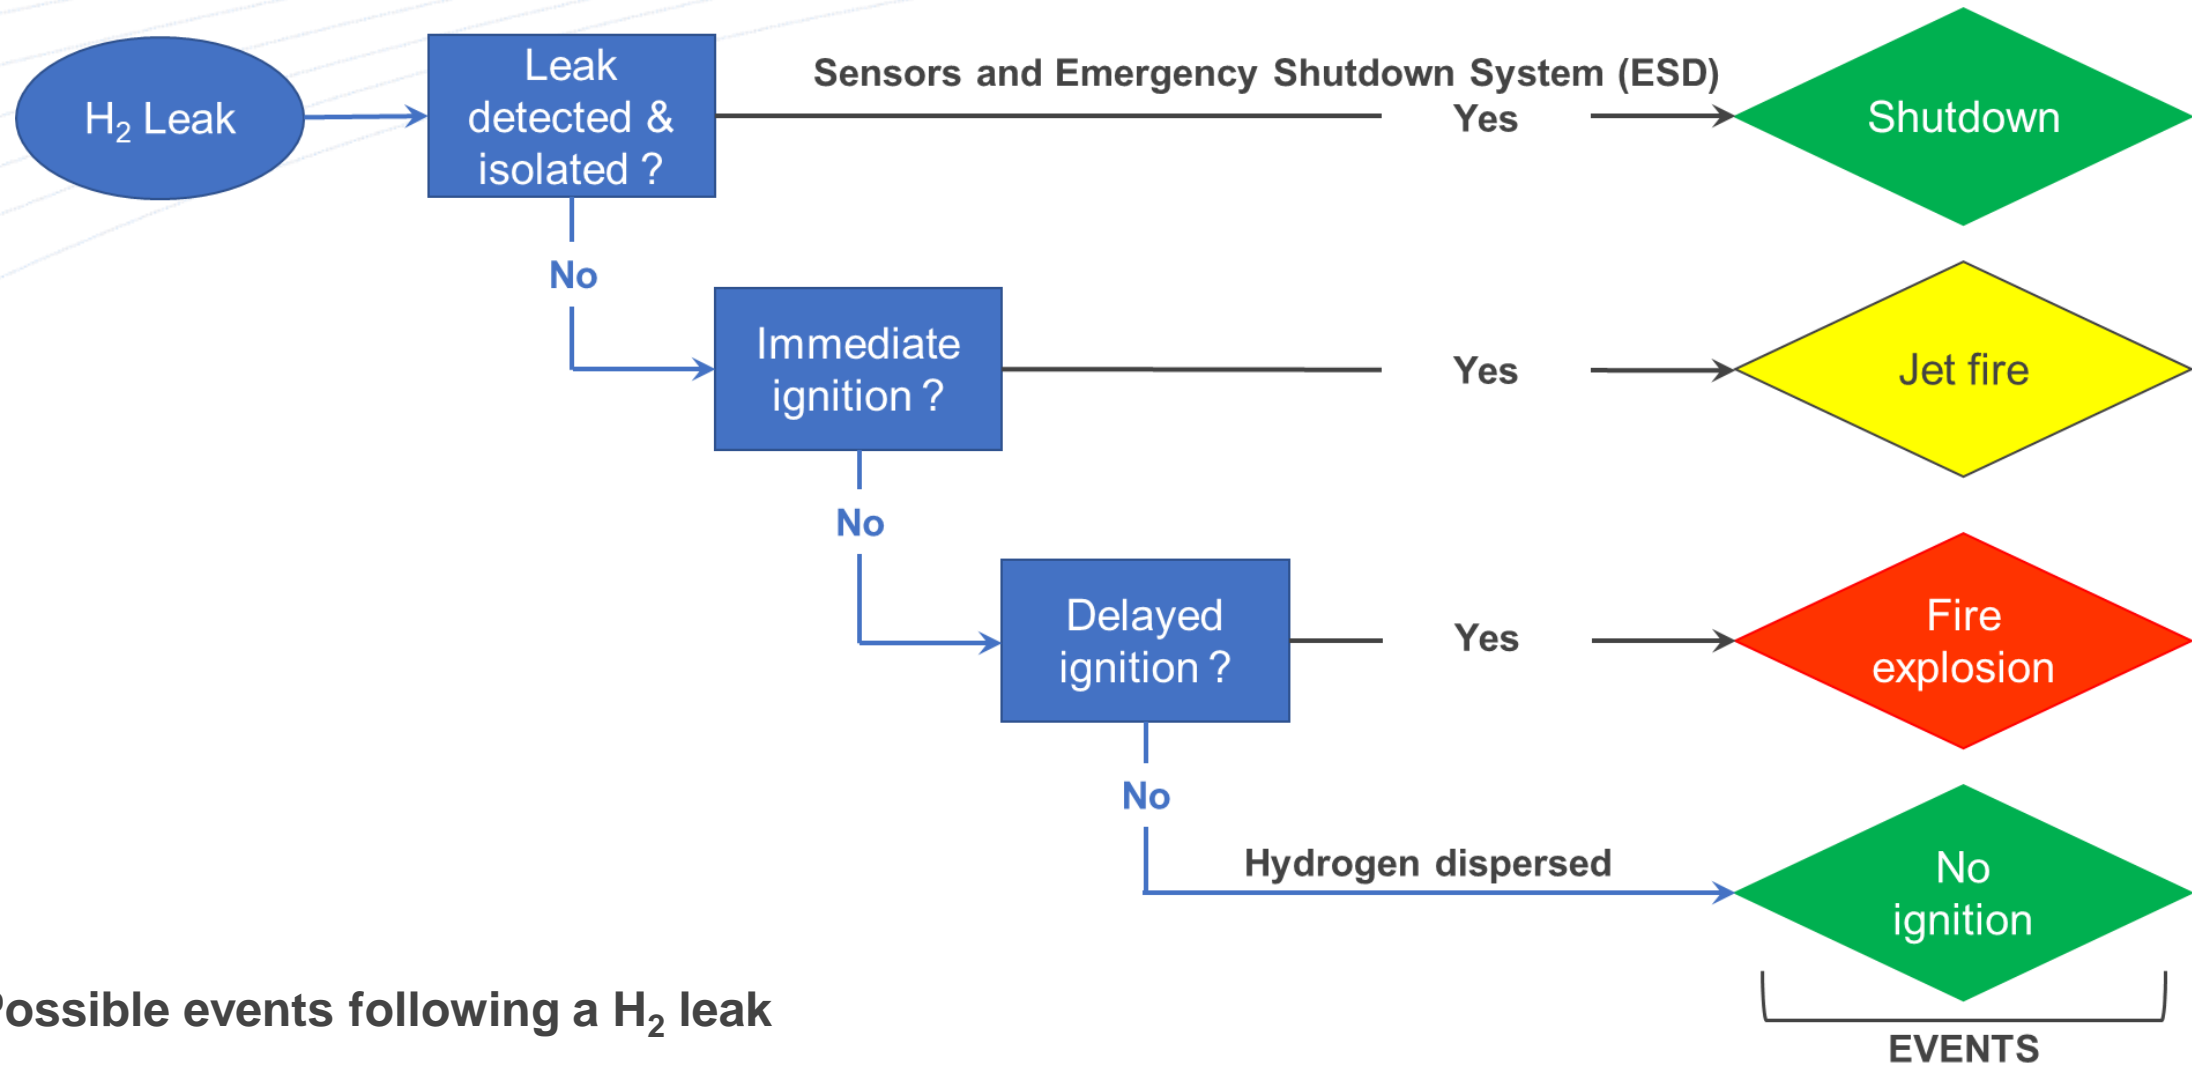 H₂ Leak
Leak
detected &
isolated ?
Sensors and Emergency Shutdown System (ESD)
Yes
Shutdown
No
Immediate
ignition ?
Yes
Jet fire
No
Delayed
ignition ?
Yes
Fire
explosion
No
Hydrogen dispersed
No
ignition
Possible events following a H₂ leak
EVENTS